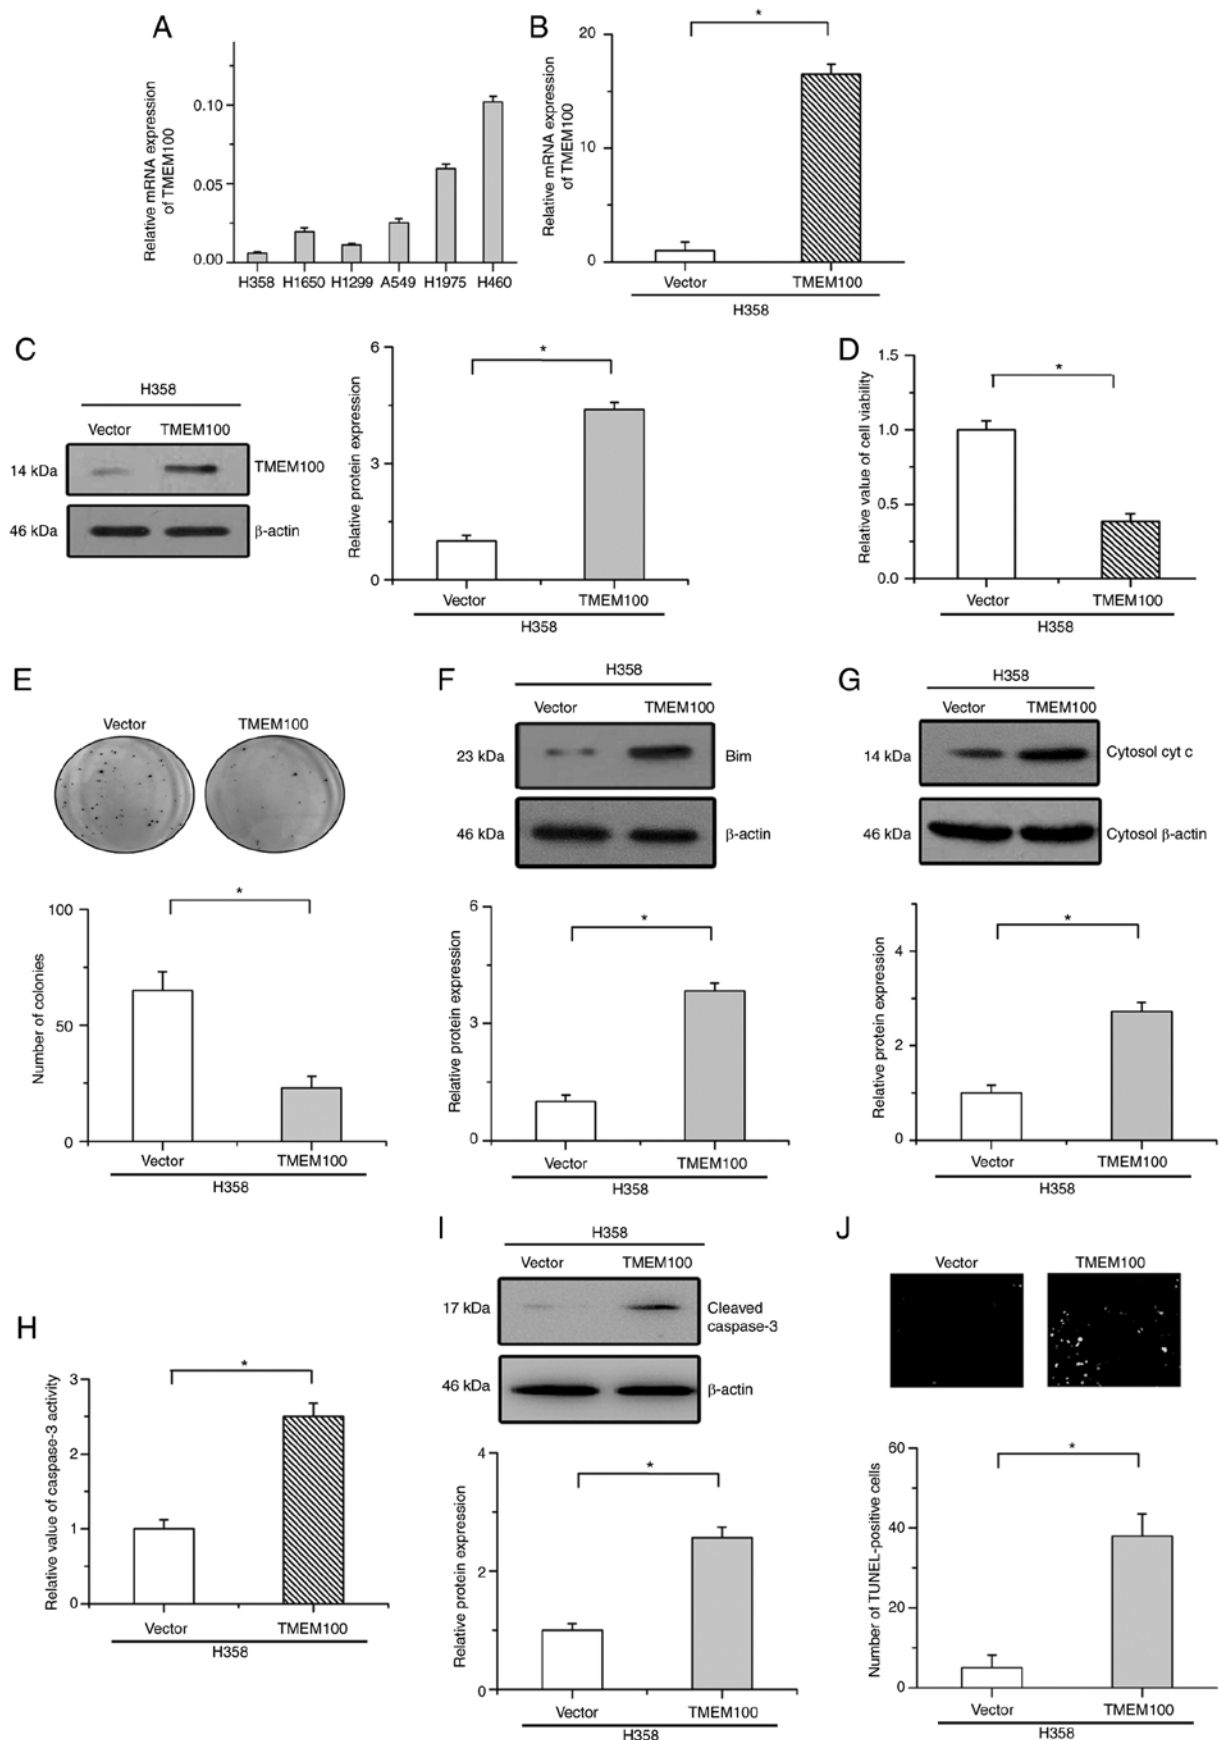 A
Relative mRNA expression
of TMEM100
0.10
0.05
0.00
H358 H1650 H1299 A549 H1975 H460
B
*
Relative mRNA expression
of TMEM100
20
10
0
Vector TMEM100
H358
C
H358
Vector TMEM100
14 kDa TMEM100
46 kDa β-actin
*
Relative protein expression
6
3
0
Vector TMEM100
H358
D
*
Relative value of cell viability
1.5
1.0
0.5
0.0
Vector TMEM100
H358
E
Vector TMEM100
*
Number of colonies
100
50
0
Vector TMEM100
H358
F
H358
Vector TMEM100
23 kDa Bim
46 kDa β-actin
*
Relative protein expression
6
3
0
Vector TMEM100
H358
G
H358
Vector TMEM100
14 kDa Cytosol cyt c
46 kDa Cytosol β-actin
*
Relative protein expression
4
2
0
Vector TMEM100
H358
H
*
Relative value of caspase-3 activity
3
2
1
0
Vector TMEM100
H358
I
H358
Vector TMEM100
17 kDa Cleaved
caspase-3
46 kDa β-actin
*
Relative protein expression
4
2
0
Vector TMEM100
H358
J
Vector TMEM100
*
Number of TUNEL-positive cells
60
40
20
0
Vector TMEM100
H358